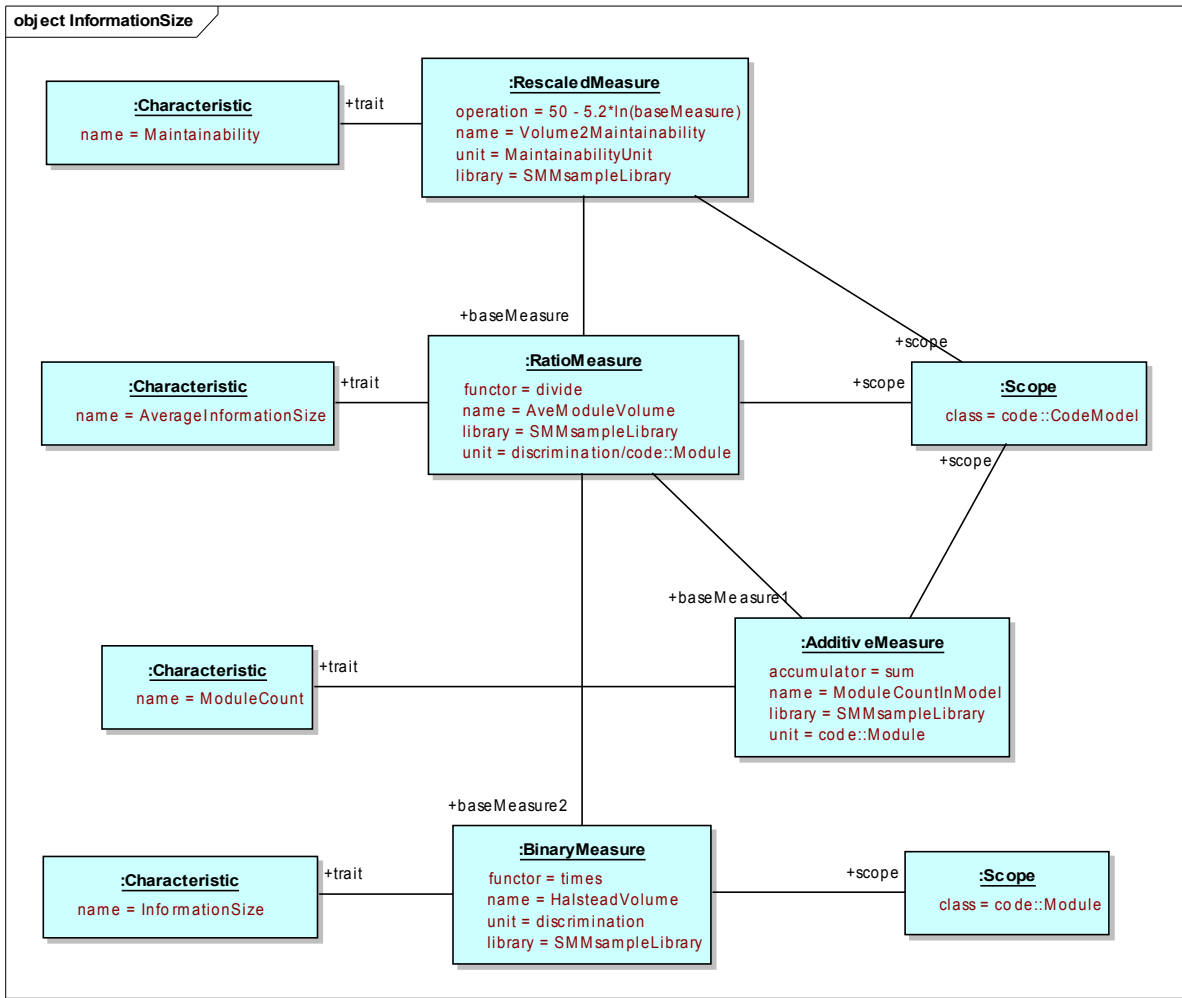 object InformationSize
:RescaledMeasure
operation = 50 - 5.2*ln(baseMeasure)
name = Volume2Maintainability
unit = MaintainabilityUnit
library = SMMsampleLibrary
:Characteristic
name = Maintainability
+trait
+baseMeasure
+scope
:RatioMeasure
functor = divide
name = AveModuleVolume
library = SMMsampleLibrary
unit = discrimination/code::Module
:Characteristic
name = AverageInformationSize
+trait
+scope
:Scope
class = code::CodeModel
+scope
+baseMeasure1
:AdditiveMeasure
accumulator = sum
name = ModuleCountInModel
library = SMMsampleLibrary
unit = code::Module
:Characteristic
name = ModuleCount
+trait
+baseMeasure2
:BinaryMeasure
functor = times
name = HalsteadVolume
unit = discrimination
library = SMMsampleLibrary
:Characteristic
name = InformationSize
+trait
+scope
:Scope
class = code::Module